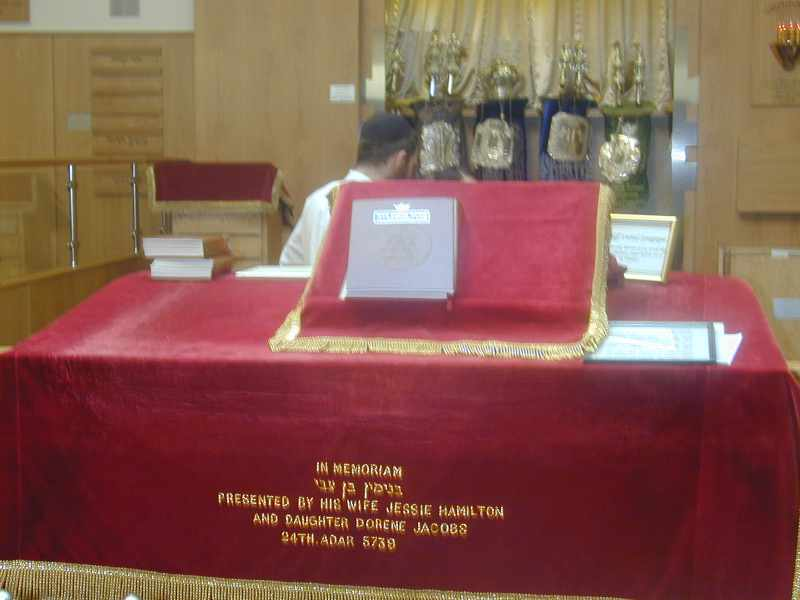 IN MEMORIAM
בנימין בן צבי
PRESENTED BY HIS WIFE JESSIE HAMILTON
AND DAUGHTER DORENE JACOBS
24TH. ADAR 5739